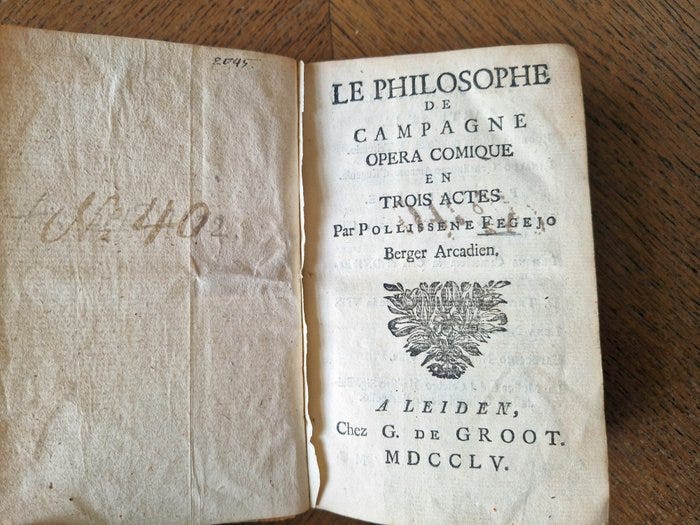 2045.
No 402
LE PHILOSOPHE
DE
CAMPAGNE
OPERA COMIQUE
EN
TROIS ACTES
Par POLLISSENE FEGEJO
Berger Arcadien,
A LEIDEN,
Chez G. DE GROOT.
MDCCLV.